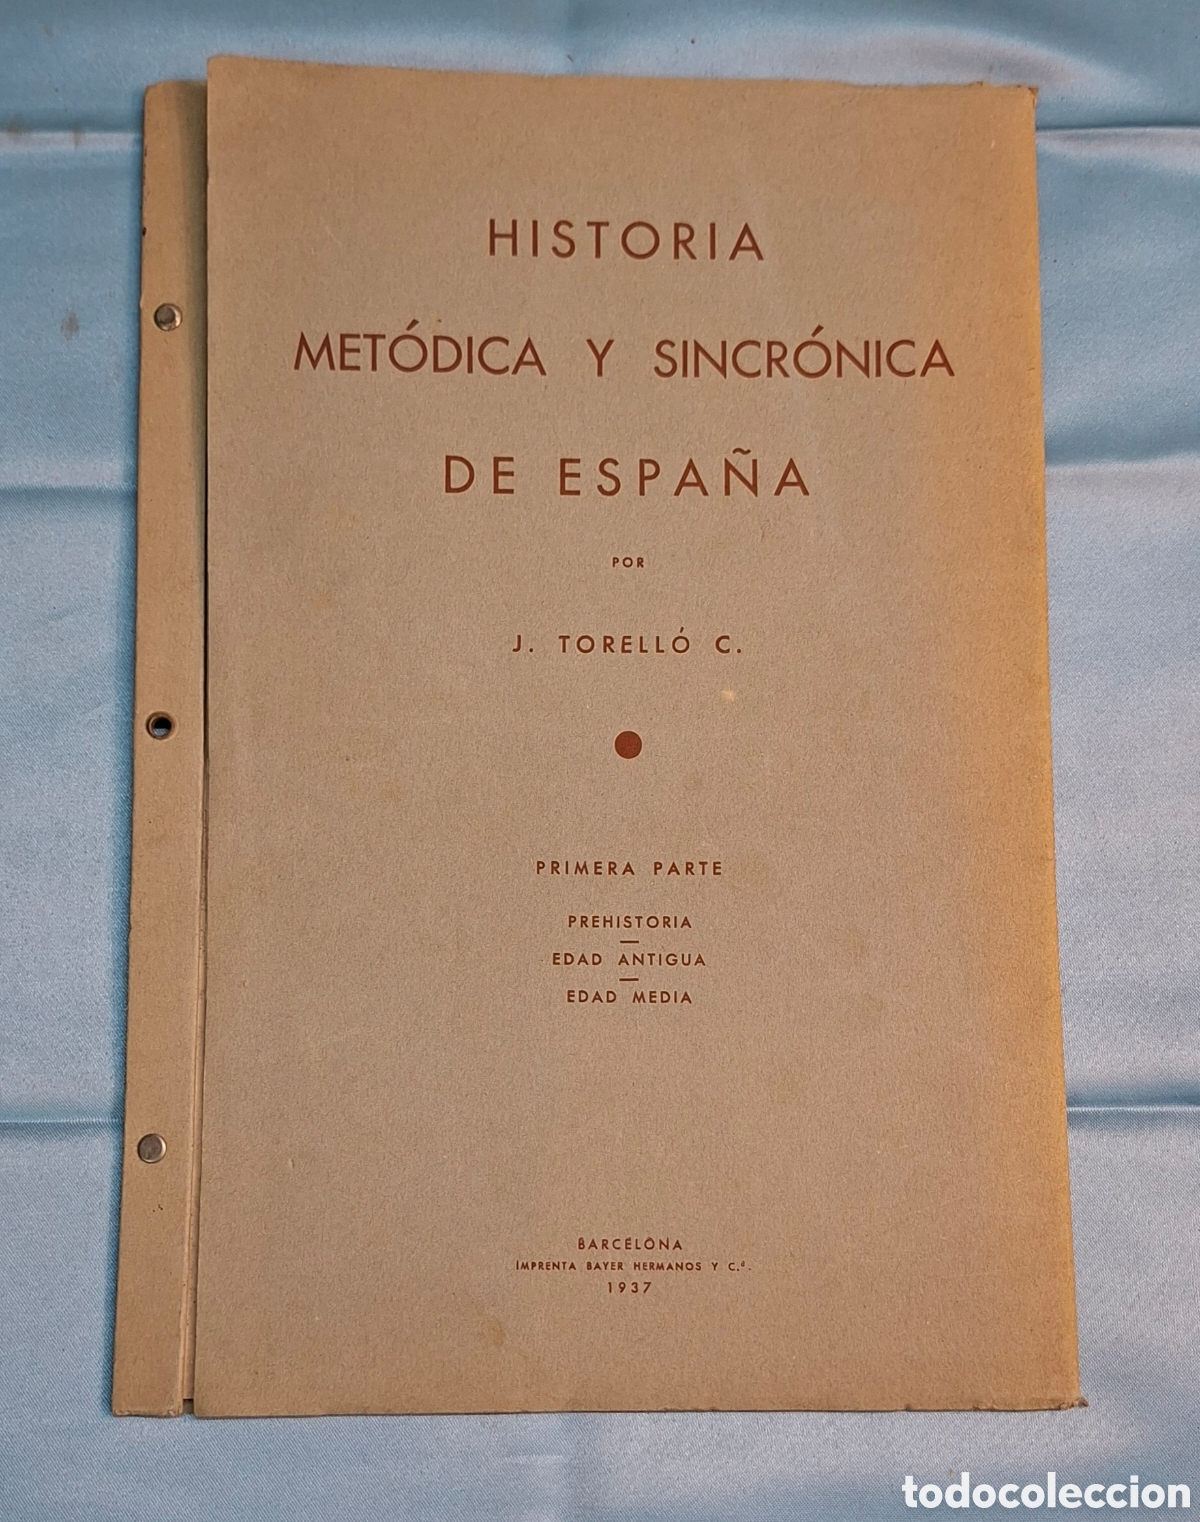 HISTORIA
METÓDICA Y SINCRÓNICA
DE ESPAÑA
POR
J. TORELLÓ C.
PRIMERA PARTE
PREHISTORIA
EDAD ANTIGUA
EDAD MEDIA
BARCELONA
IMPRENTA BAYER HERMANOS Y C.ª.
1937
todocoleccion